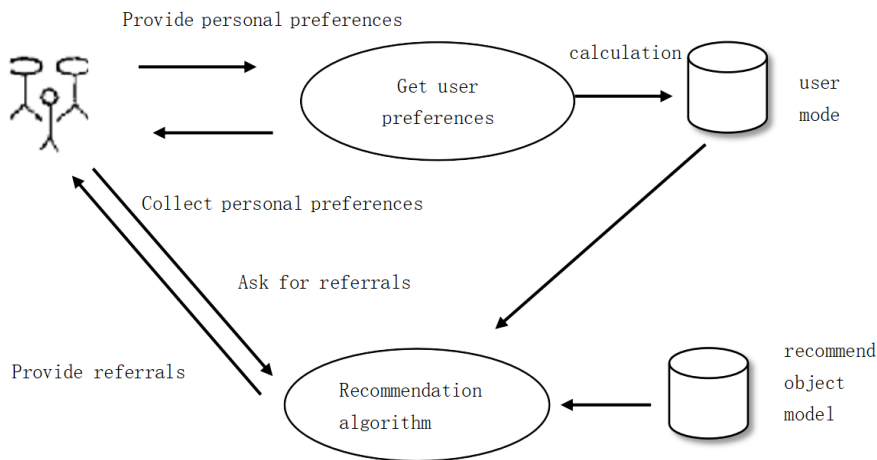 Provide personal preferences
calculation
Get user
preferences
user
mode
Collect personal preferences
Ask for referrals
Provide referrals
Recommendation
algorithm
recommend
object
model